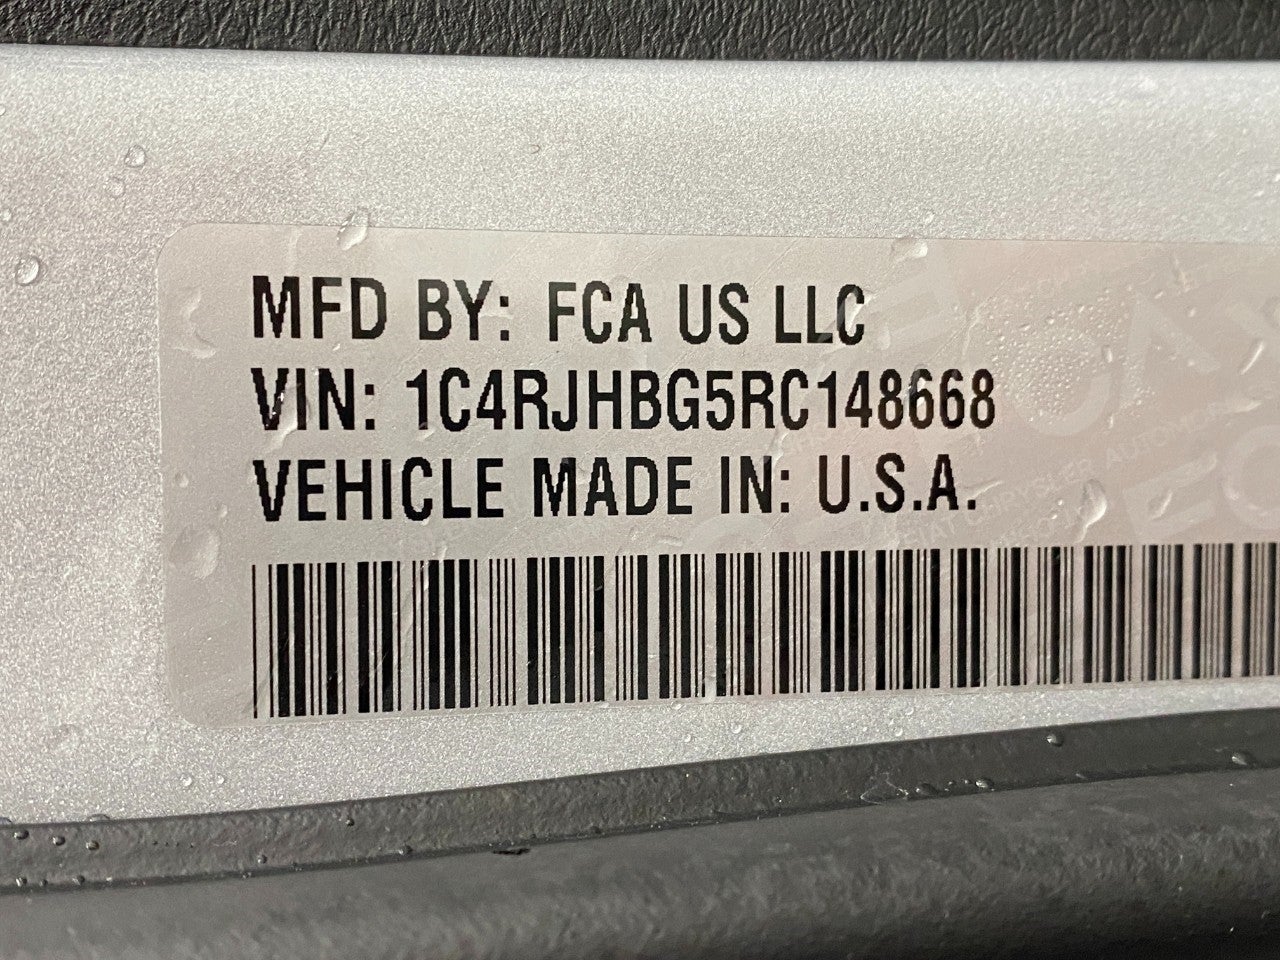 MFD BY: FCA US LLC
VIN: 1C4RJHBG5RC148668
VEHICLE MADE IN: U.S.A.